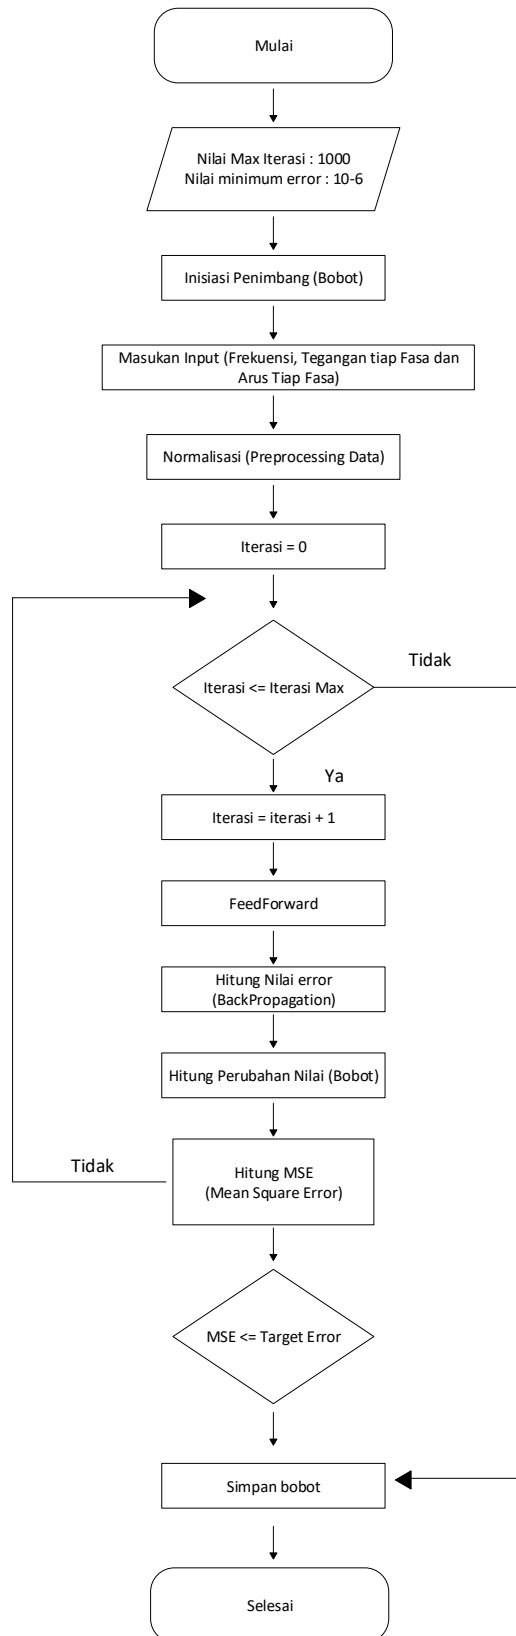 Mulai
Nilai Max Iterasi : 1000
Nilai minimum error : 10-6
Inisiasi Penimbang (Bobot)
Masukan Input (Frekuensi, Tegangan tiap Fasa dan
Arus Tiap Fasa)
Normalisasi (Preprocessing Data)
Iterasi = 0
Iterasi <= Iterasi Max
Tidak
Ya
Iterasi = iterasi + 1
FeedForward
Hitung Nilai error
(BackPropagation)
Hitung Perubahan Nilai (Bobot)
Tidak
Hitung MSE
(Mean Square Error)
MSE <= Target Error
Simpan bobot
Selesai